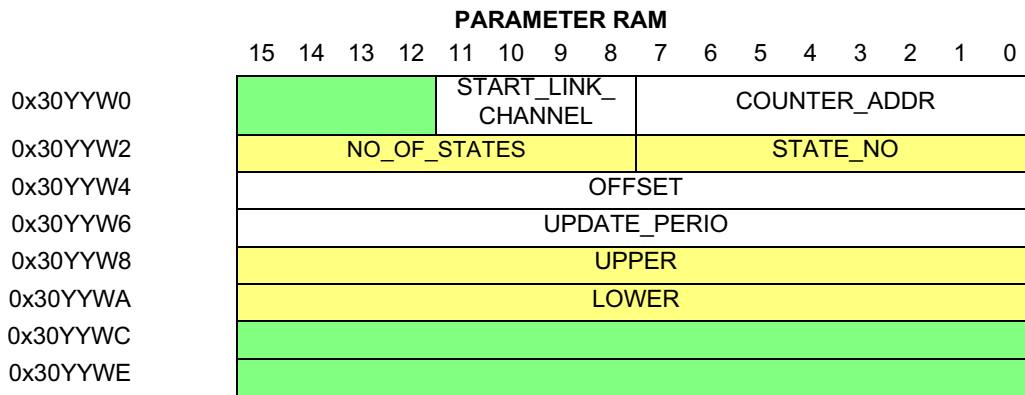 PARAMETER RAM
15 14 13 12 11 10 9 8 7 6 5 4 3 2 1 0
0x30YYW0 START_LINK_ COUNTER_ADDR
CHANNEL
0x30YYW2 NO_OF_STATES STATE_NO
0x30YYW4 OFFSET
0x30YYW6 UPDATE_PERIO
0x30YYW8 UPPER
0x30YYWA LOWER
0x30YYWC
0x30YYWE